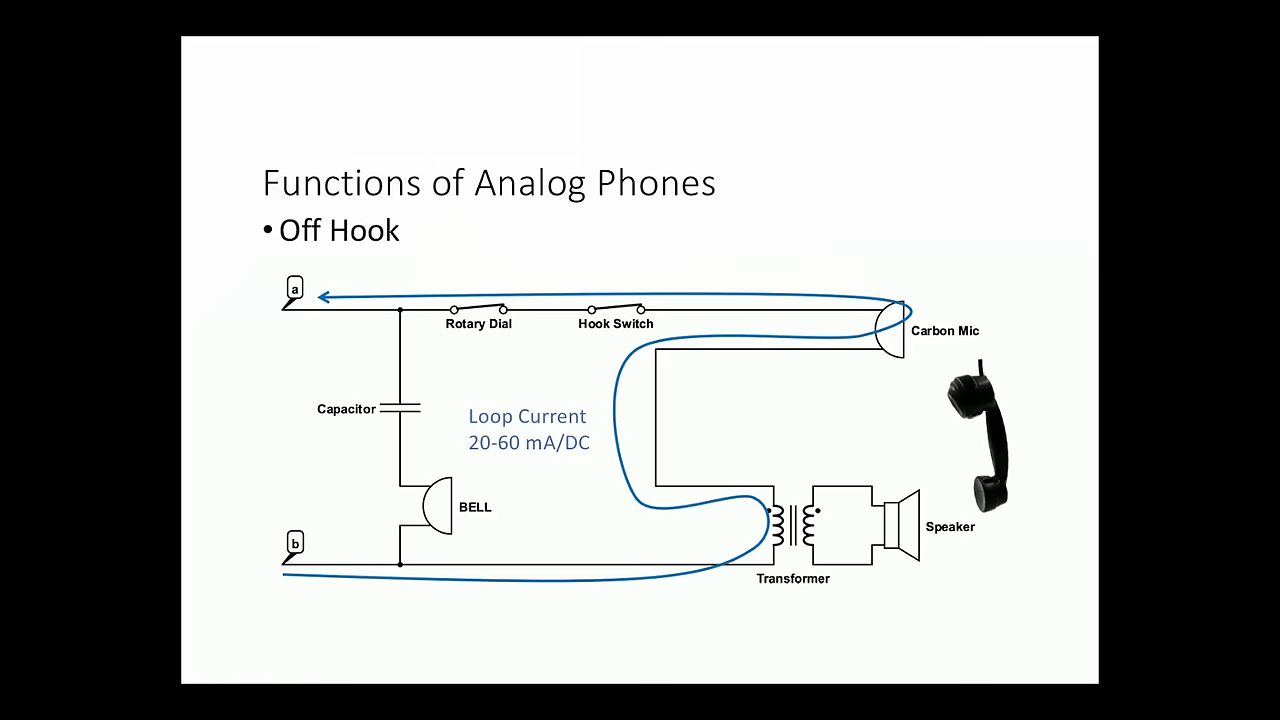 Functions of Analog Phones
• Off Hook
a
Rotary Dial
Hook Switch
Carbon Mic
Capacitor
Loop Current
20-60 mA/DC
BELL
b
Speaker
Transformer